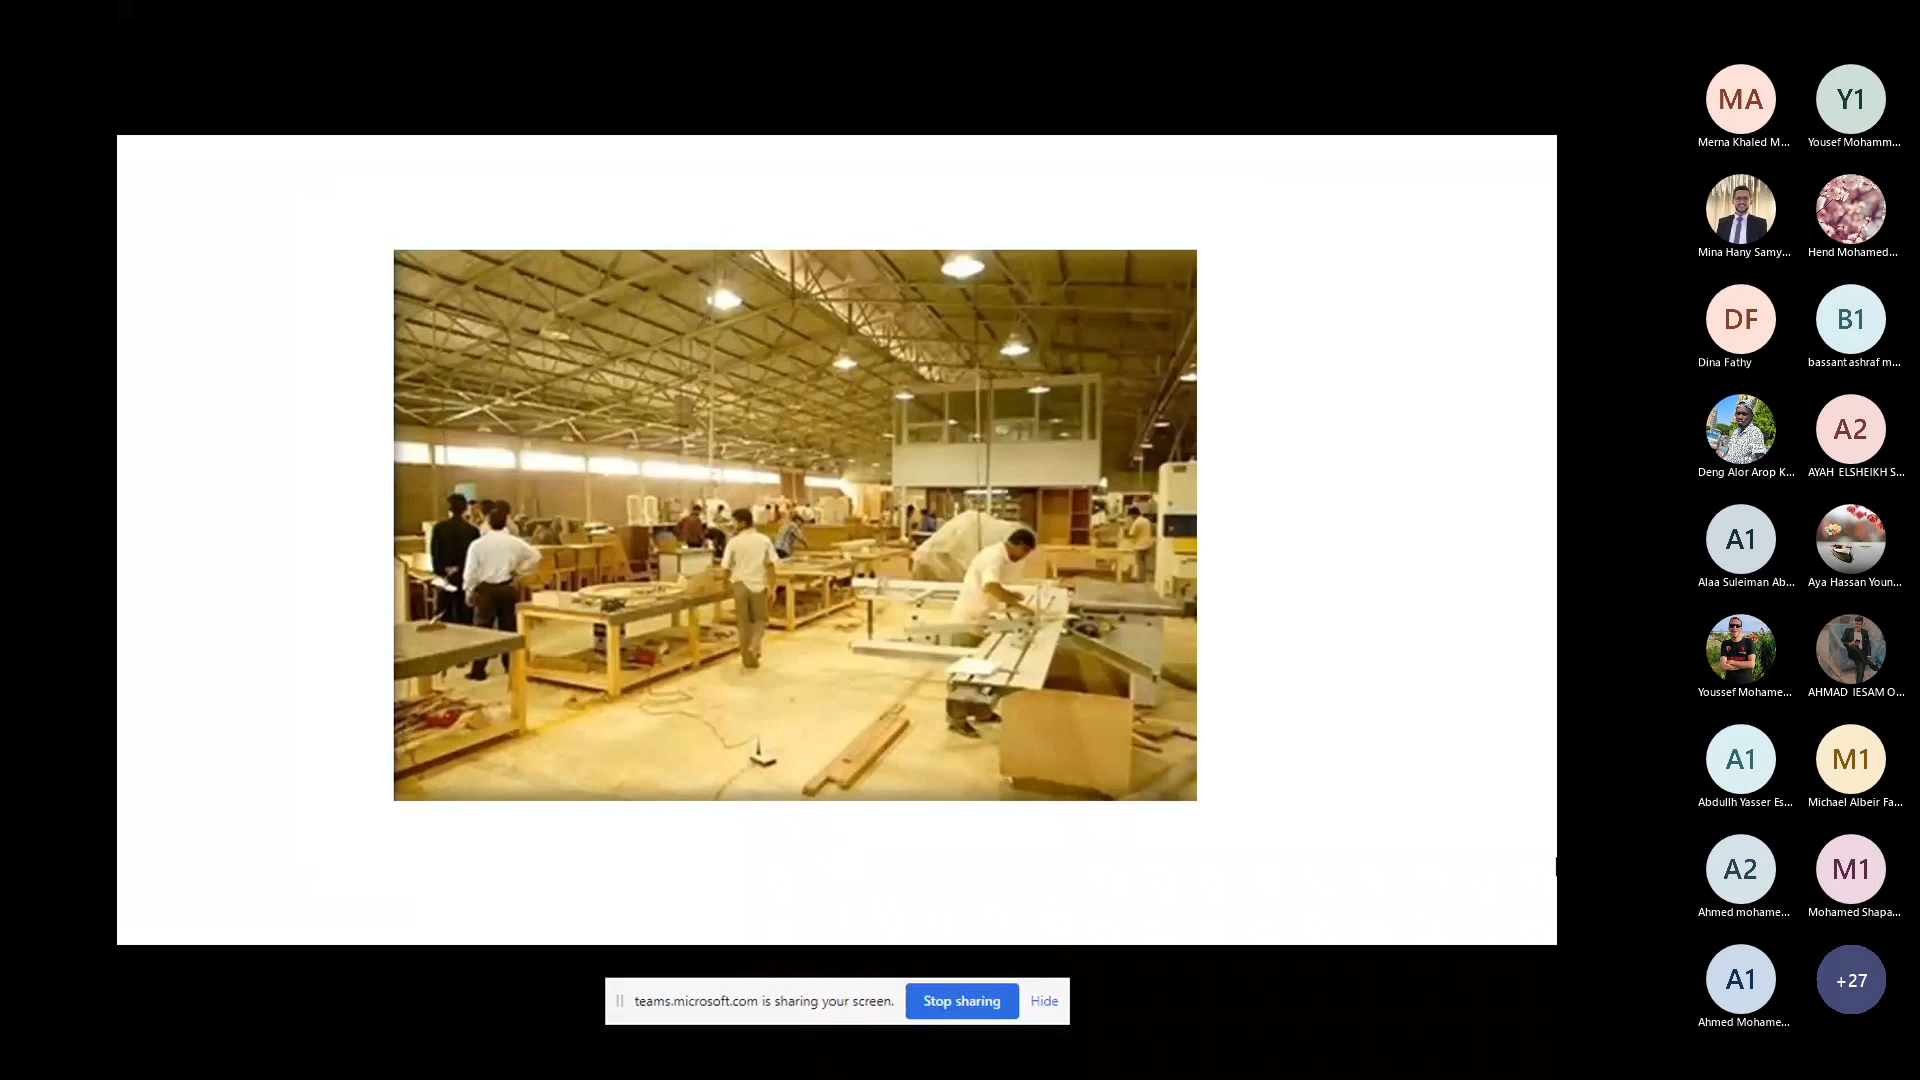 MA
Y1
Merna Khaled M...
Yousef Mohamm...
Mina Hany Samy...
Hend Mohamed...
DF
B1
Dina Fathy
bassant ashraf m...
A2
Deng Alor Arop K...
AYAH ELSHEIKH S...
A1
Alaa Suleiman Ab...
Aya Hassan Youn...
Youssef Mohame...
AHMAD IESAM O...
A1
M1
Abdullh Yasser Es...
Michael Albeir Fa...
A2
M1
Ahmed mohame...
Mohamed Shapa...
A1
+27
Ahmed Mohame...
teams.microsoft.com is sharing your screen.
Stop sharing
Hide